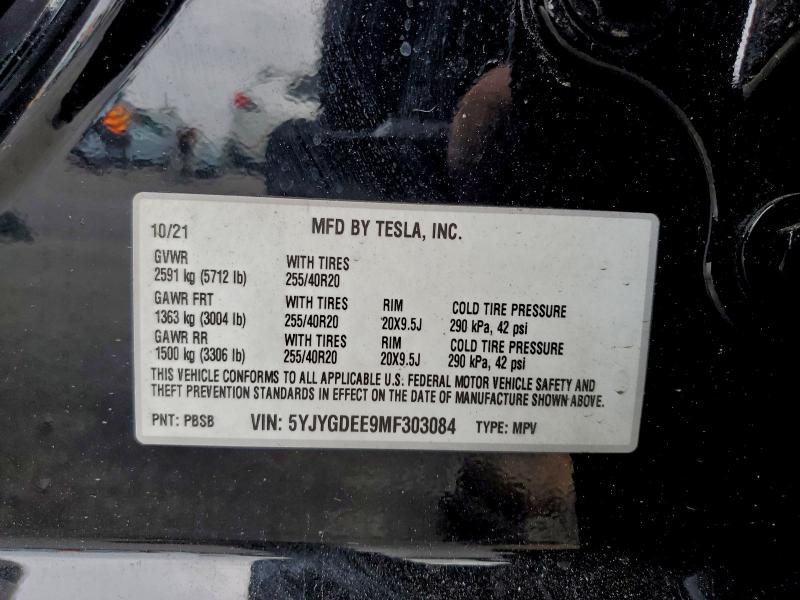 10/21 MFD BY TESLA, INC.
GVWR
2591 kg (5712 lb)
WITH TIRES
255/40R20
GAWR FRT WITH TIRES RIM COLD TIRE PRESSURE
1363 kg (3004 lb) 255/40R20 20X9.5J 290 kPa, 42 psi
GAWR RR WITH TIRES RIM COLD TIRE PRESSURE
1500 kg (3306 lb) 255/40R20 20X9.5J 290 kPa, 42 psi
THIS VEHICLE CONFORMS TO ALL APPLICABLE U.S. FEDERAL MOTOR VEHICLE SAFETY AND
THEFT PREVENTION STANDARDS IN EFFECT ON THE DATE OF MANUFACTURE SHOWN ABOVE.
PNT: PBSB VIN: 5YJYGDEE9MF303084 TYPE: MPV